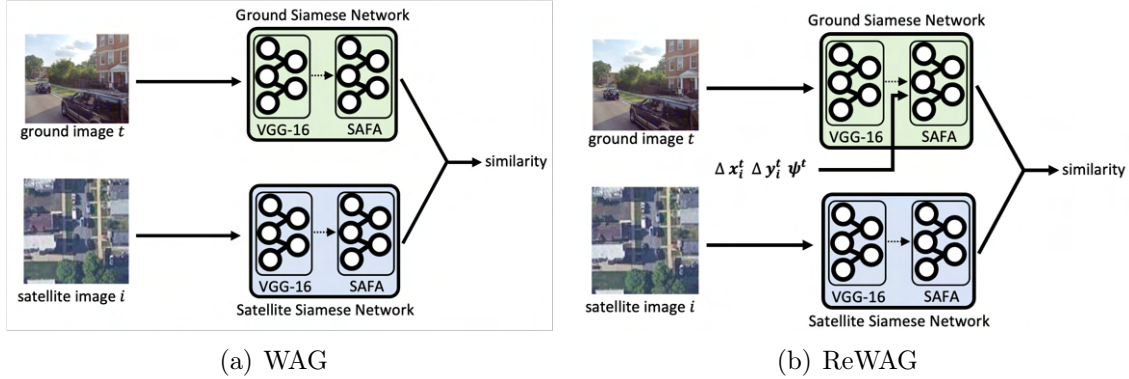 Ground Siamese Network
VGG-16 SAFA
ground image t
similarity
VGG-16 SAFA
satellite image i
Satellite Siamese Network
(a) WAG
Ground Siamese Network
VGG-16 SAFA
ground image t
Δ x_i^t Δ y_i^t ψ^t
similarity
VGG-16 SAFA
satellite image i
Satellite Siamese Network
(b) ReWAG